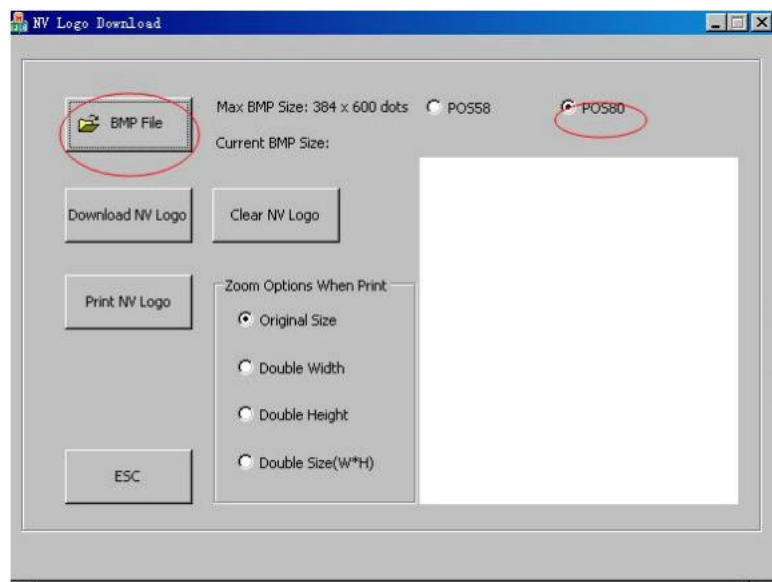 NV Logo Download
BMP File
Max BMP Size: 384 x 600 dots
POS58
POS80
Current BMP Size:
Download NV Logo
Clear NV Logo
Print NV Logo
Zoom Options When Print
Original Size
Double Width
Double Height
Double Size(W*H)
ESC